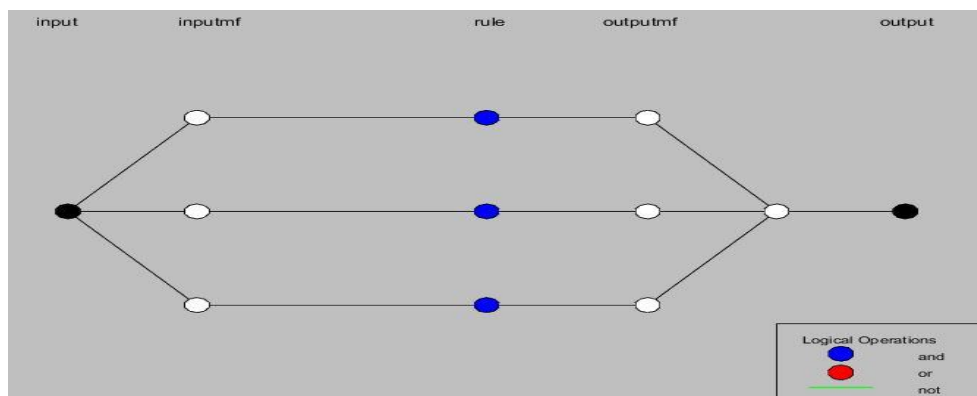 input inputmf rule outputmf output
Logical Operations
and
or
not